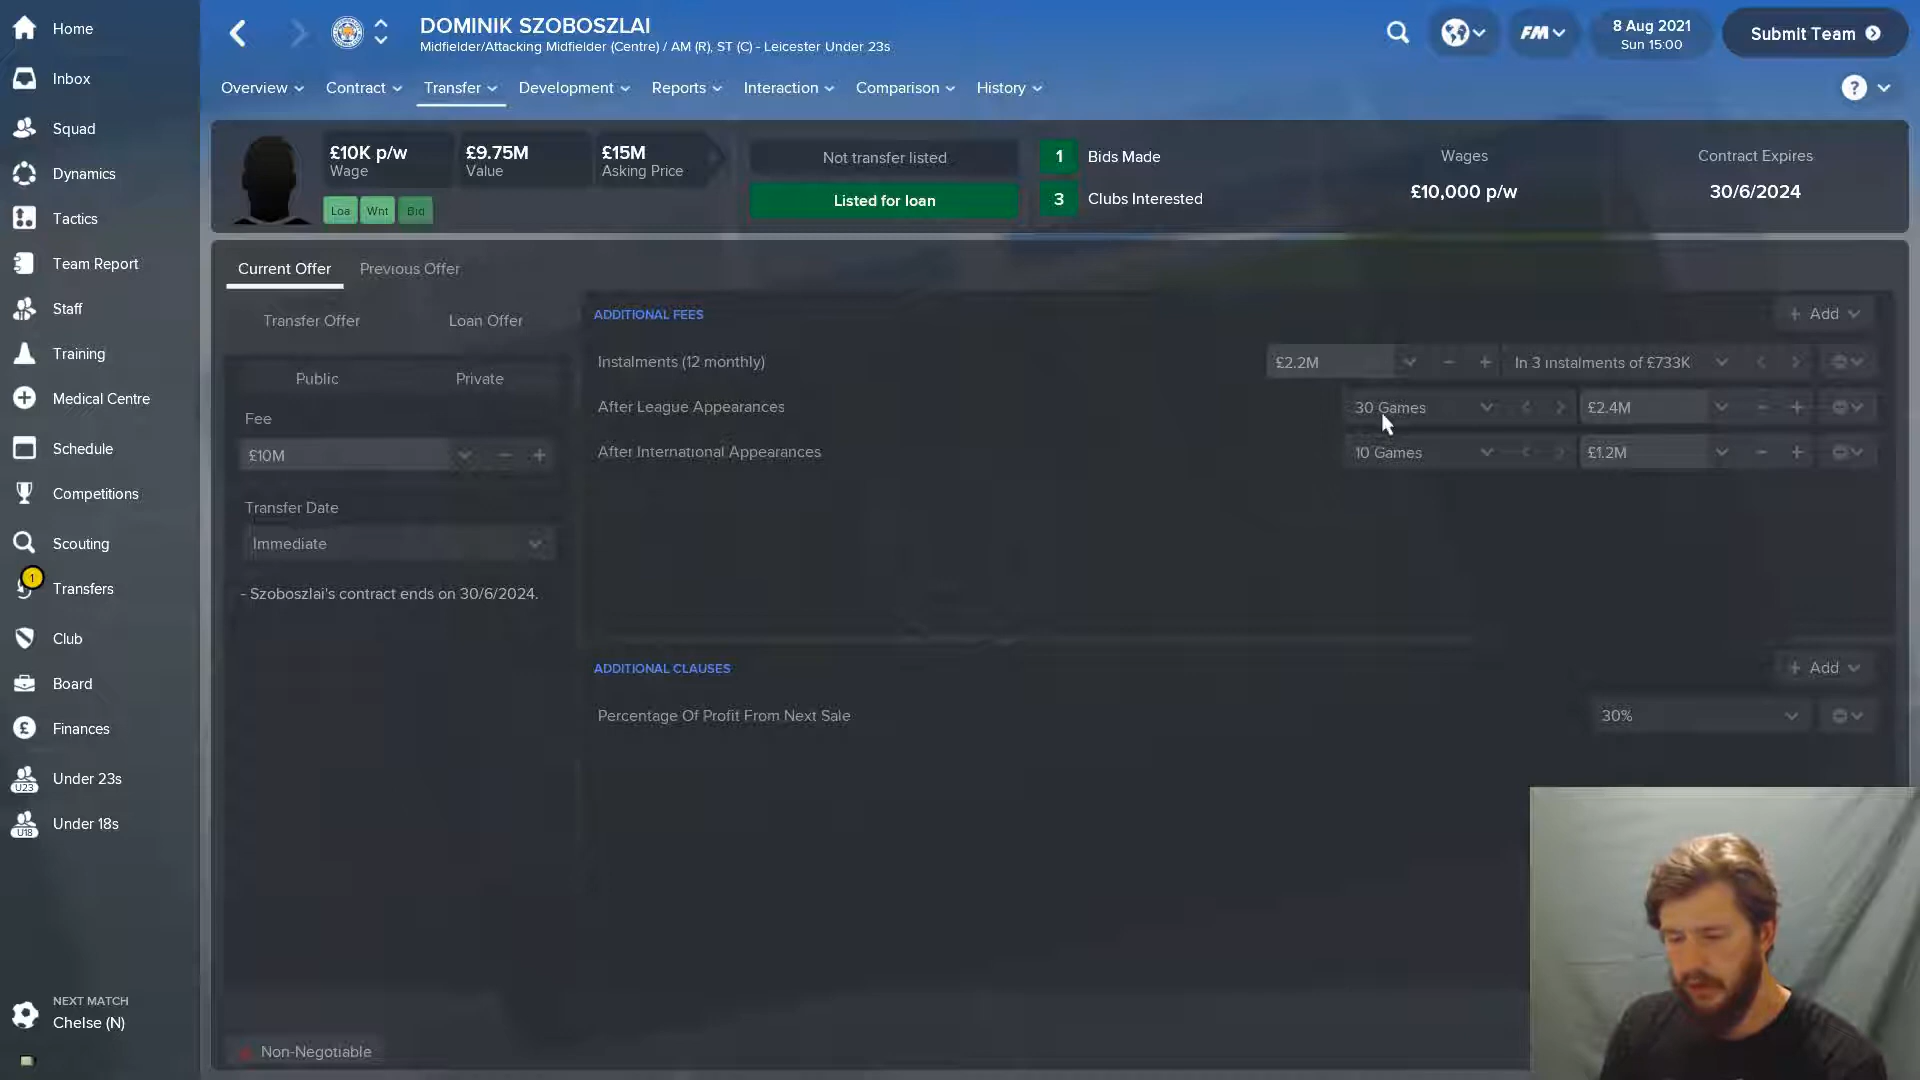 Home
Inbox
Squad
Dynamics
Tactics
Team Report
Staff
Training
Medical Centre
Schedule
Competitions
Scouting
1
Transfers
Club
Board
Finances
U23
Under 23s
U18
Under 18s
NEXT MATCH
Chelse (N)
DOMINIK SZOBOSZLAI
Midfielder/Attacking Midfielder (Centre) / AM (R), ST (C) - Leicester Under 23s
FM
8 Aug 2021
Sun 15:00
Submit Team
Overview
Contract
Transfer
Development
Reports
Interaction
Comparison
History
?
£10K p/w
Wage
£9.75M
Value
£15M
Asking Price
Loa
Wnt
Bid
Not transfer listed
Listed for loan
1 Bids Made
3 Clubs Interested
Wages
£10,000 p/w
Contract Expires
30/6/2024
Current Offer
Previous Offer
Transfer Offer
Loan Offer
Public
Private
Fee
£10M
Transfer Date
Immediate
- Szoboszlai's contract ends on 30/6/2024.
Non-Negotiable
ADDITIONAL FEES
+ Add
Instalments (12 monthly)
£2.2M
In 3 instalments of £733K
After League Appearances
30 Games
£2.4M
After International Appearances
10 Games
£1.2M
ADDITIONAL CLAUSES
+ Add
Percentage Of Profit From Next Sale
30%